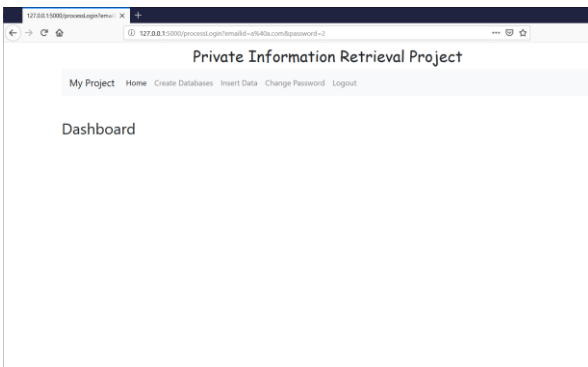 127.0.0.1:5000/processLogin?email
127.0.0.1:5000/processLogin?emailid=a%40a.com&password=2
Private Information Retrieval Project
My Project Home Create Databases Insert Data Change Password Logout
Dashboard